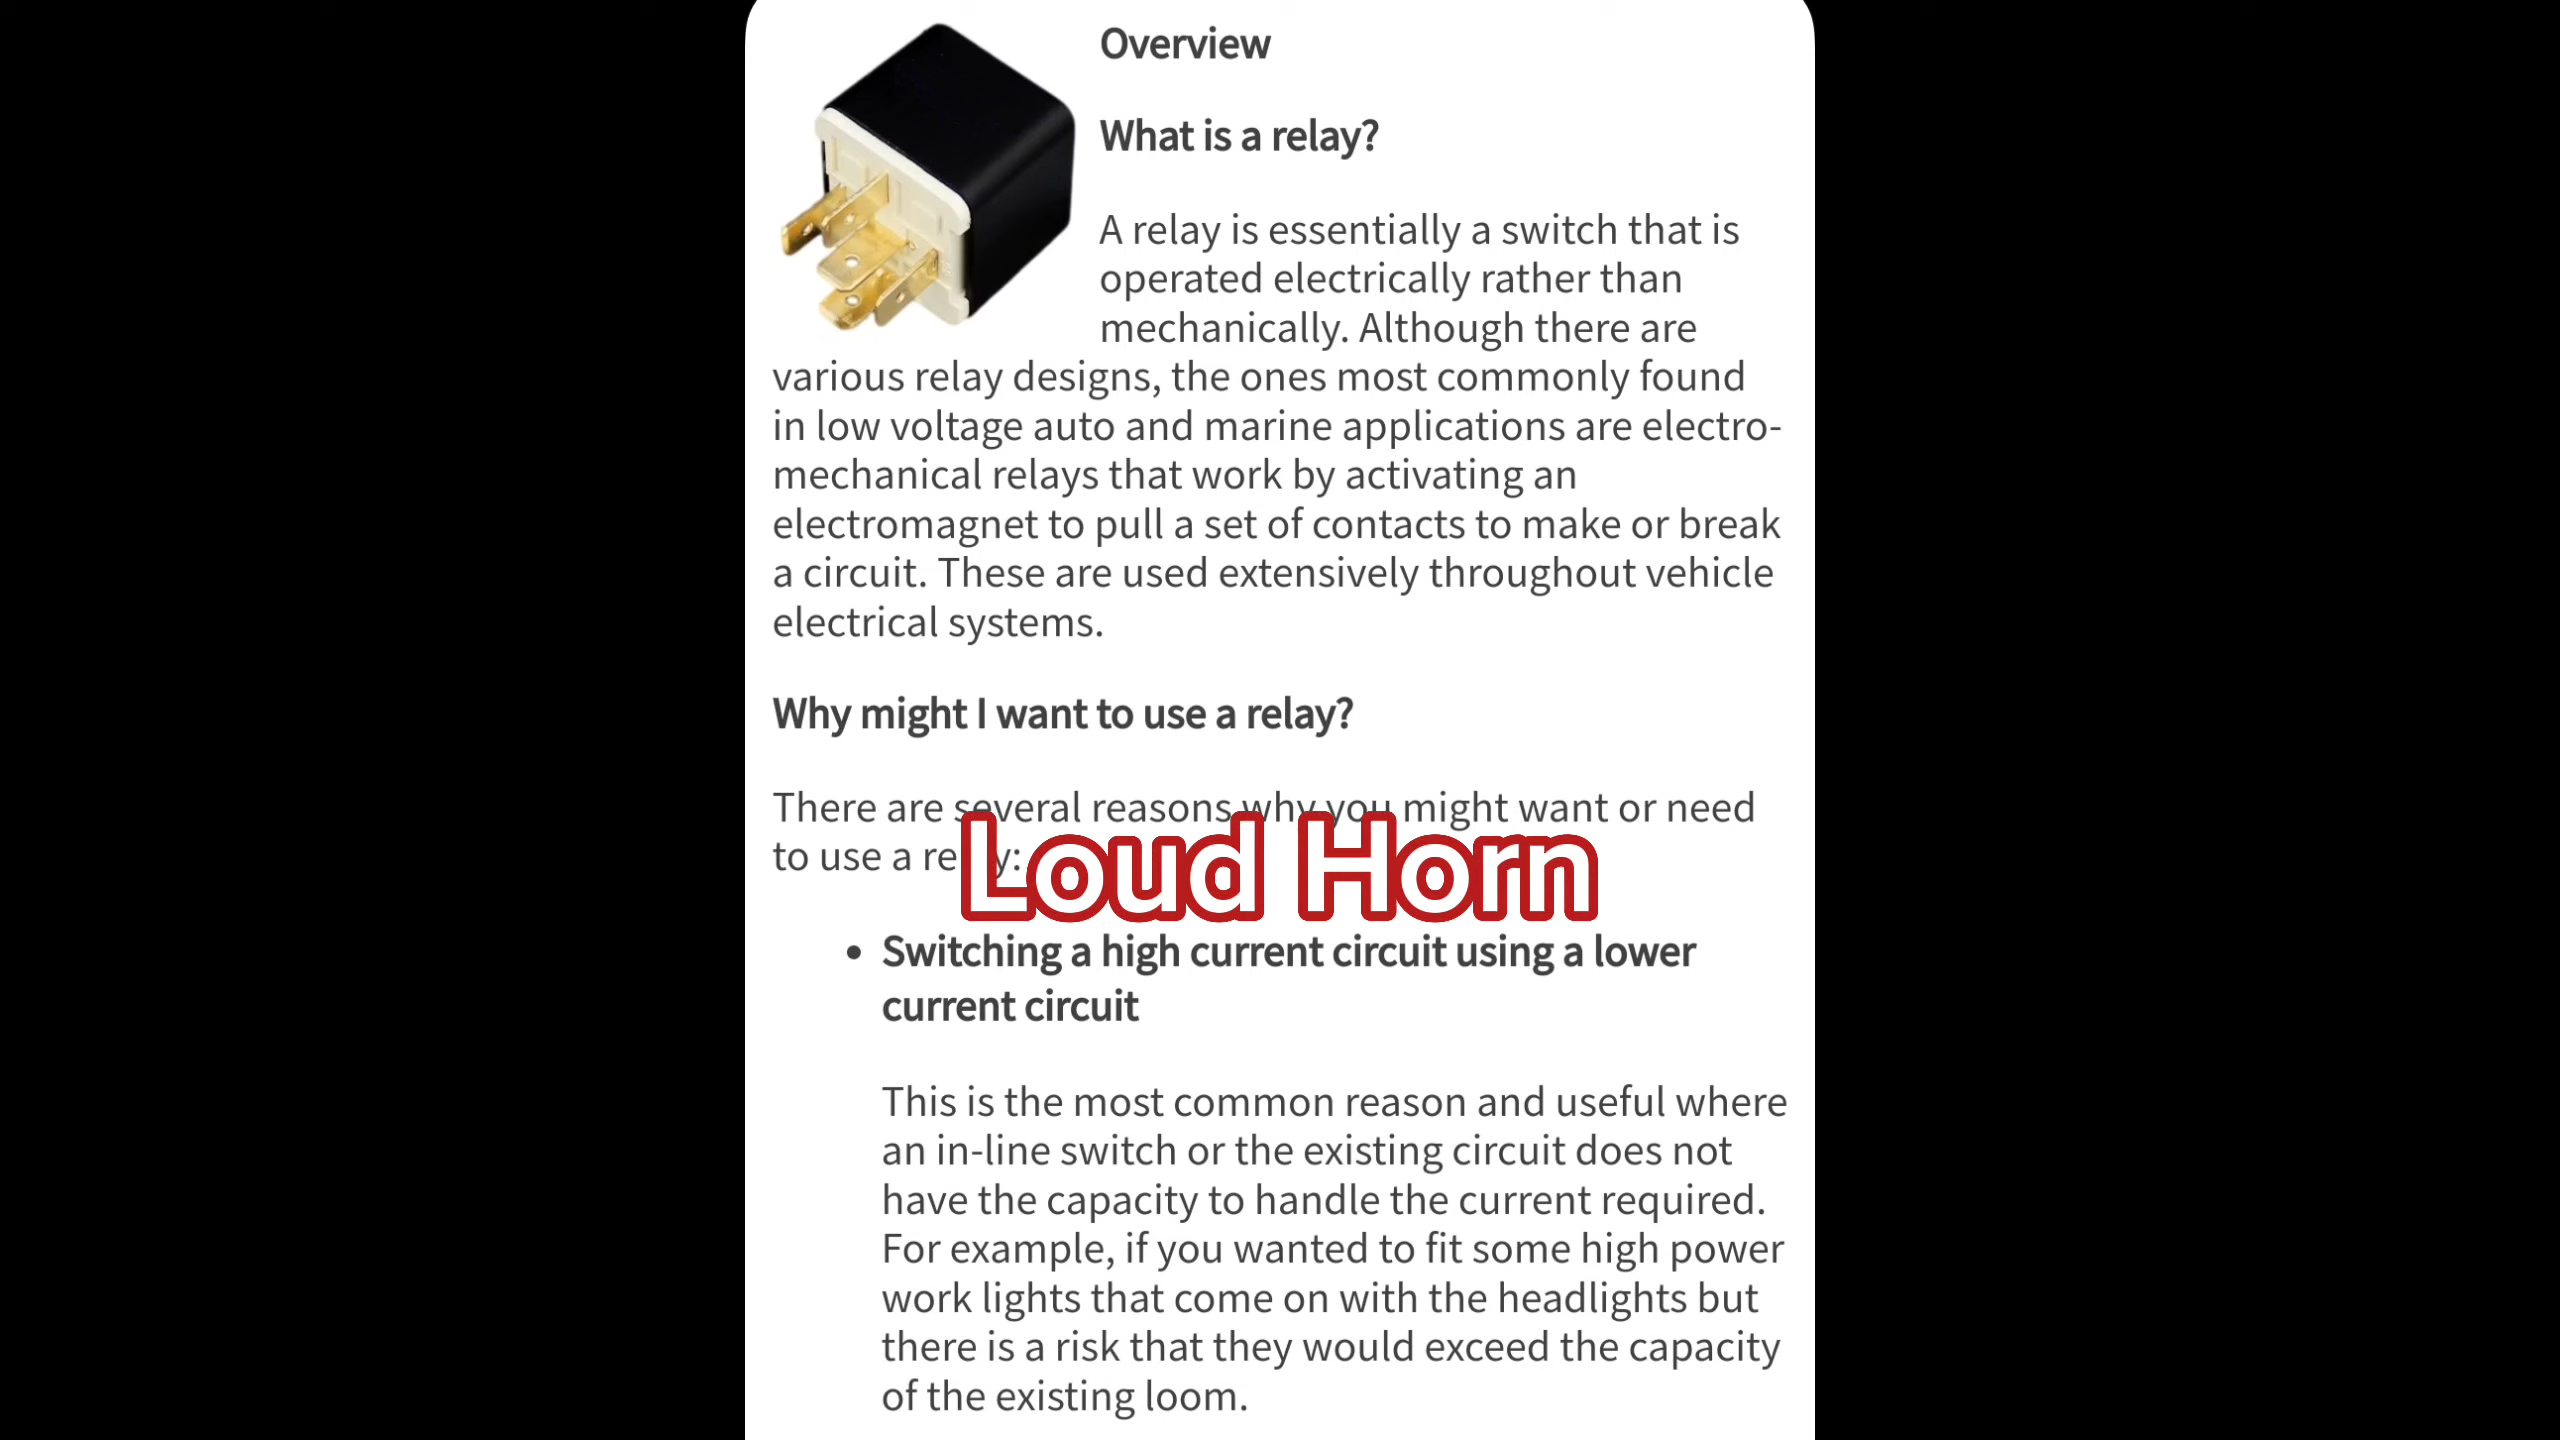 Overview
What is a relay?
A relay is essentially a switch that is
operated electrically rather than
mechanically. Although there are
various relay designs, the ones most commonly found
in low voltage auto and marine applications are electro-
mechanical relays that work by activating an
electromagnet to pull a set of contacts to make or break
a circuit. These are used extensively throughout vehicle
electrical systems.
Why might I want to use a relay?
There are several reasons why you might want or need
to use a relay:
Loud Horn
• Switching a high current circuit using a lower
current circuit
This is the most common reason and useful where
an in-line switch or the existing circuit does not
have the capacity to handle the current required.
For example, if you wanted to fit some high power
work lights that come on with the headlights but
there is a risk that they would exceed the capacity
of the existing loom.